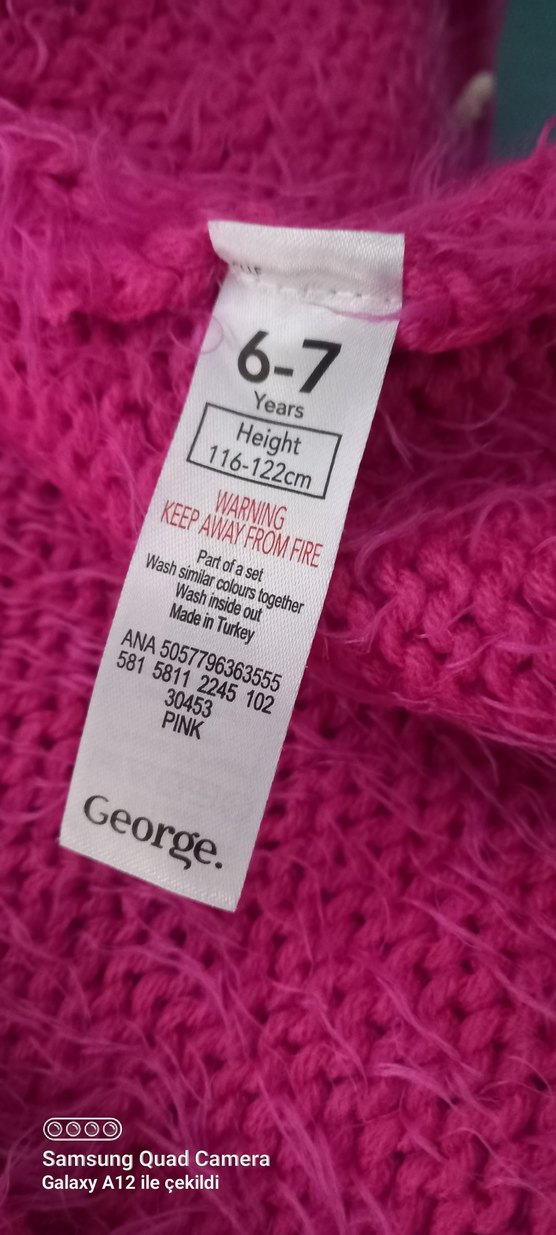 6-7
Years
Height
116-122cm
WARNING
KEEP AWAY FROM FIRE
Part of a set
Wash similar colours together
Wash inside out
Made in Turkey
ANA 5057796363555
581 5811 2245 102
30453
PINK
George.
Samsung Quad Camera
Galaxy A12 ile çekildi